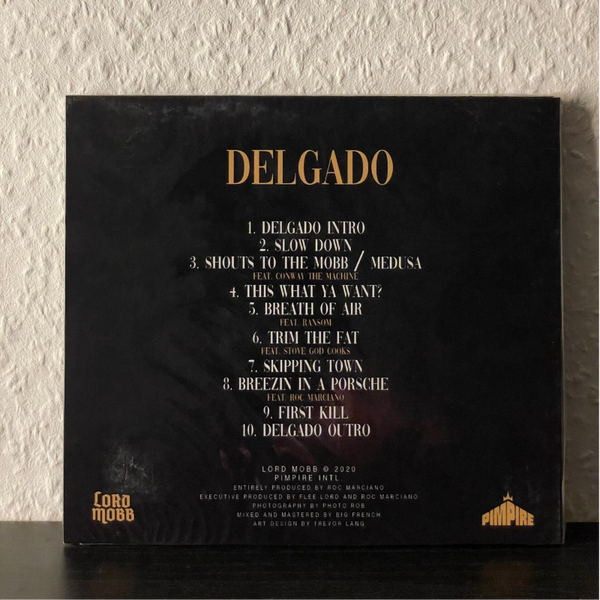 DELGADO
1. DELGADO INTRO
2. SLOW DOWN
3. SHOUTS TO THE MOBB / MEDUSA
FEAT. CONWAY THE MACHINE
4. THIS WHAT YA WANT?
5. BREATH OF AIR
FEAT. RANSOM
6. TRIM THE FAT
FEAT. STOVE GOD COOKS
7. SKIPPING TOWN
8. BREEZIN IN A PORSCHE
FEAT. ROC MARCIANO
9. FIRST KILL
10. DELGADO OUTRO
LORD MOBB © 2020
PIMPIRE INTL.
ENTIRELY PRODUCED BY ROC MARCIANO
EXECUTIVE PRODUCED BY FLEE LORD AND ROC MARCIANO
PHOTOGRAPHY BY PHOTO ROB
MIXED AND MASTERED BY BIG FRENCH
ART DESIGN BY TREVOR LANG
LORD
MOBB
PIMPIRE